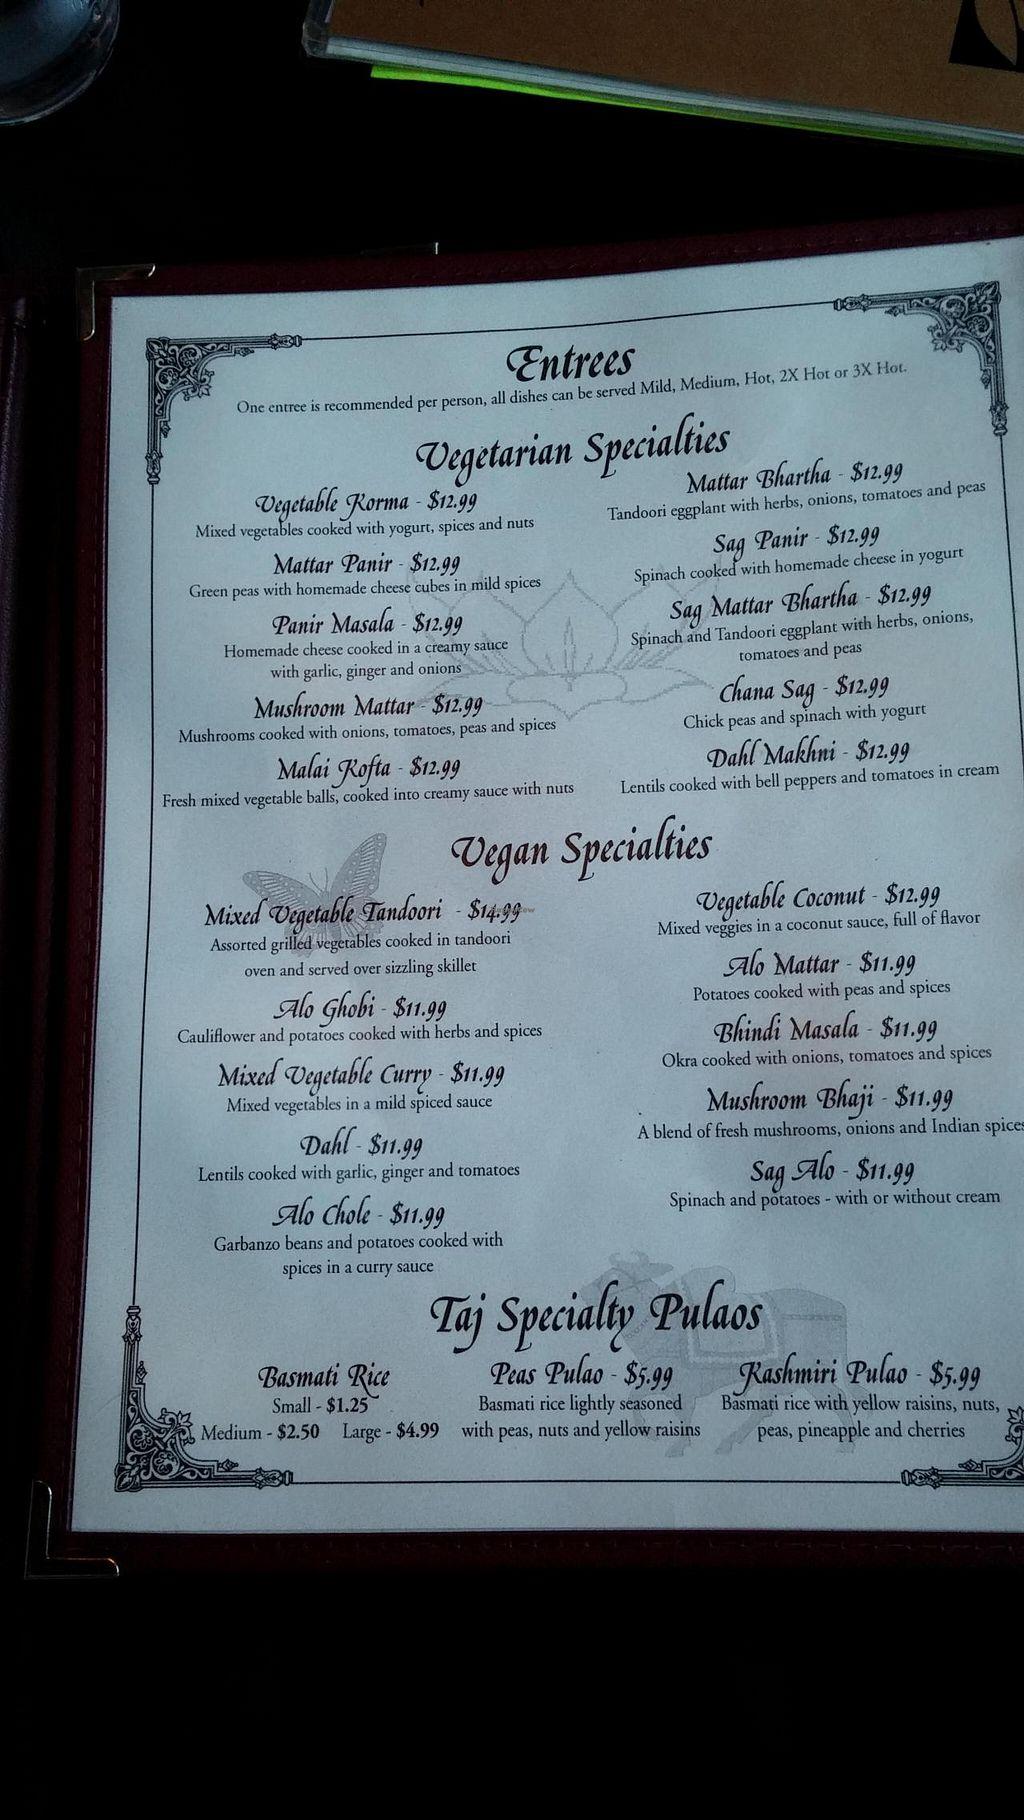 Entrees
One entree is recommended per person, all dishes can be served Mild, Medium, Hot, 2X Hot or 3X Hot.
Vegetarian Specialties
Vegetable Korma - $12.99
Mixed vegetables cooked with yogurt, spices and nuts
Mattar Panir - $12.99
Green peas with homemade cheese cubes in mild spices
Panir Masala - $12.99
Homemade cheese cooked in a creamy sauce
with garlic, ginger and onions
Mushroom Mattar - $12.99
Mushrooms cooked with onions, tomatoes, peas and spices
Malai Kofta - $12.99
Fresh mixed vegetable balls, cooked into creamy sauce with nuts
Mattar Bhartha - $12.99
Tandoori eggplant with herbs, onions, tomatoes and peas
Sag Panir - $12.99
Spinach cooked with homemade cheese in yogurt
Sag Mattar Bhartha - $12.99
Spinach and Tandoori eggplant with herbs, onions,
tomatoes and peas
Chana Sag - $12.99
Chick peas and spinach with yogurt
Dahl Makhni - $12.99
Lentils cooked with bell peppers and tomatoes in cream
Vegan Specialties
Mixed Vegetable Tandoori - $14.99
Assorted grilled vegetables cooked in tandoori
oven and served over sizzling skillet
Alo Ghobi - $11.99
Cauliflower and potatoes cooked with herbs and spices
Mixed Vegetable Curry - $11.99
Mixed vegetables in a mild spiced sauce
Dahl - $11.99
Lentils cooked with garlic, ginger and tomatoes
Alo Chole - $11.99
Garbanzo beans and potatoes cooked with
spices in a curry sauce
Vegetable Coconut - $12.99
Mixed veggies in a coconut sauce, full of flavor
Alo Mattar - $11.99
Potatoes cooked with peas and spices
Bhindi Masala - $11.99
Okra cooked with onions, tomatoes and spices
Mushroom Bhaji - $11.99
A blend of fresh mushrooms, onions and Indian spices
Sag Alo - $11.99
Spinach and potatoes - with or without cream
Taj Specialty Pulaos
Basmati Rice
Small - $1.25
Medium - $2.50 Large - $4.99
Peas Pulao - $5.99
Basmati rice lightly seasoned
with peas, nuts and yellow raisins
Kashmiri Pulao - $5.99
Basmati rice with yellow raisins, nuts,
peas, pineapple and cherries